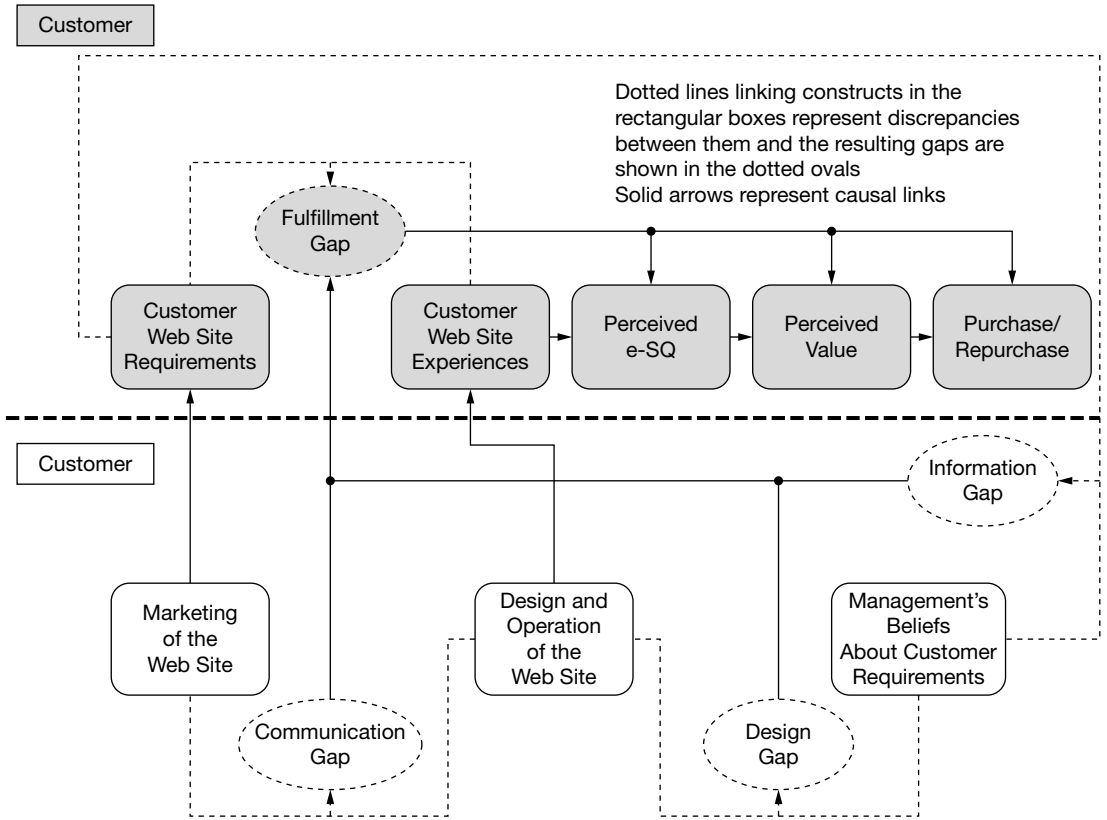 Customer
Dotted lines linking constructs in the
rectangular boxes represent discrepancies
between them and the resulting gaps are
shown in the dotted ovals
Solid arrows represent causal links
Fulfillment
Gap
Customer
Web Site
Requirements
Customer
Web Site
Experiences
Perceived
e-SQ
Perceived
Value
Purchase/
Repurchase
Customer
Information
Gap
Marketing
of the
Web Site
Design and
Operation
of the
Web Site
Management’s
Beliefs
About Customer
Requirements
Communication
Gap
Design
Gap